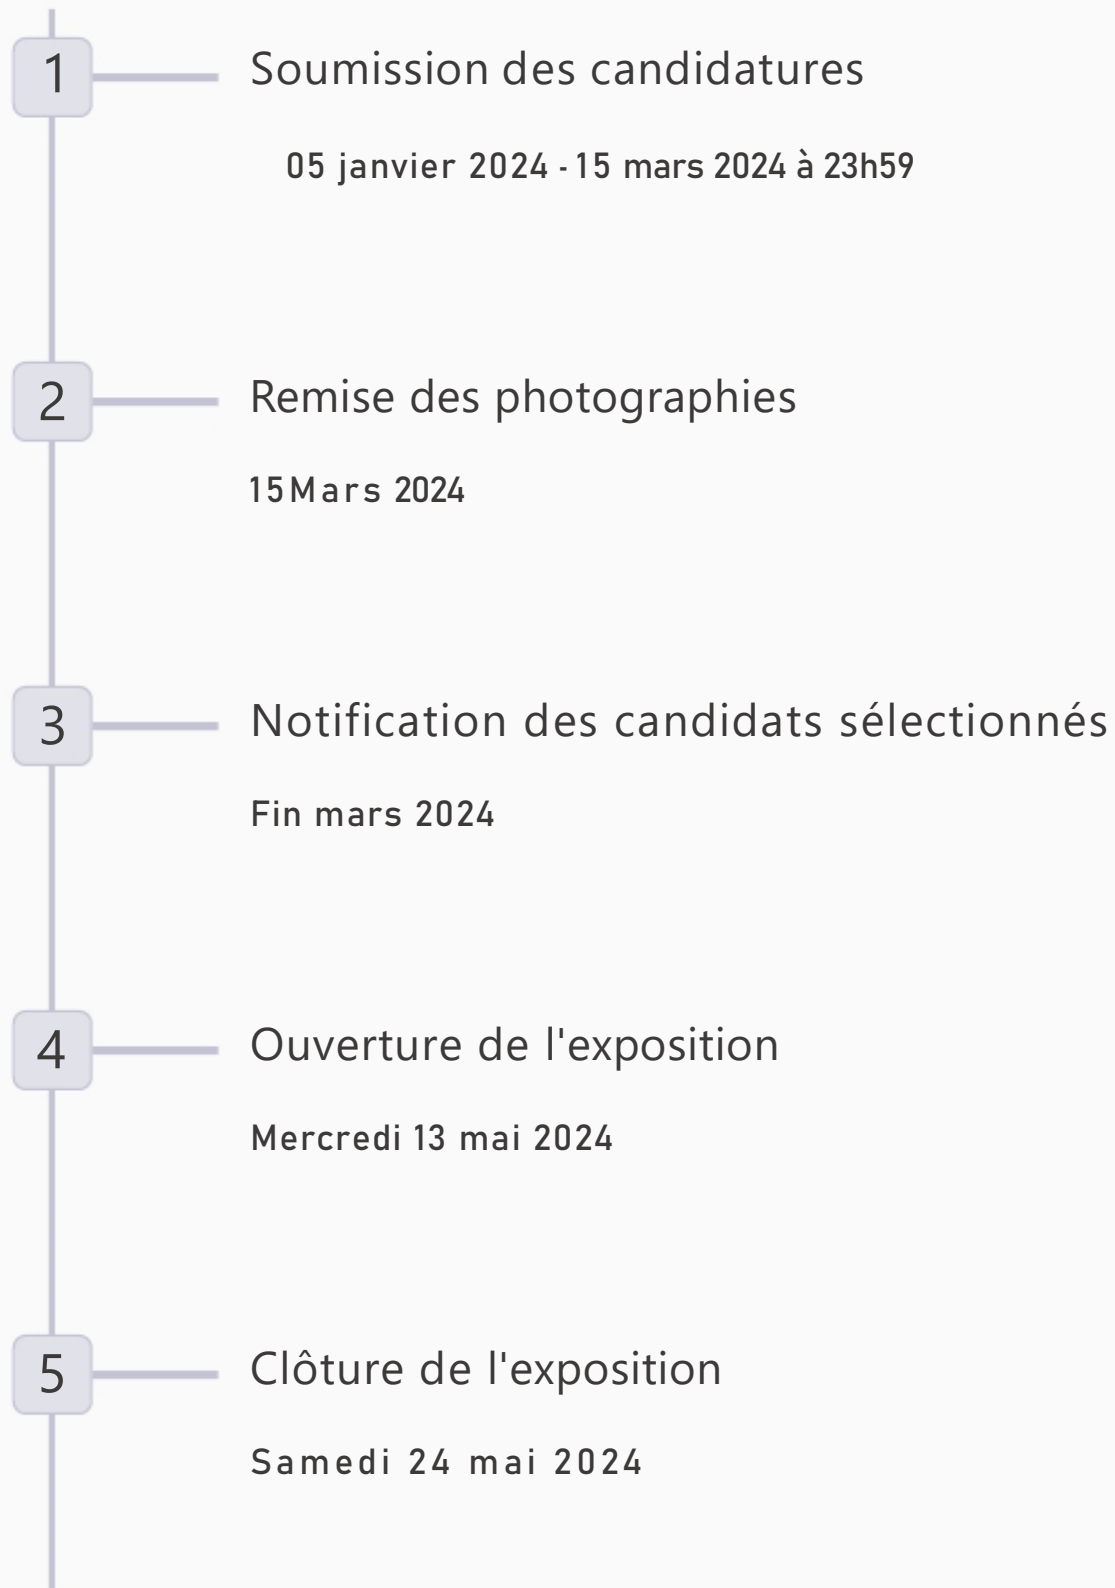 1
Soumission des candidatures
05 janvier 2024 - 15 mars 2024 à 23h59
2
Remise des photographies
15Mars 2024
3
Notification des candidats sélectionnés
Fin mars 2024
4
Ouverture de l'exposition
Mercredi 13 mai 2024
5
Clôture de l'exposition
Samedi 24 mai 2024